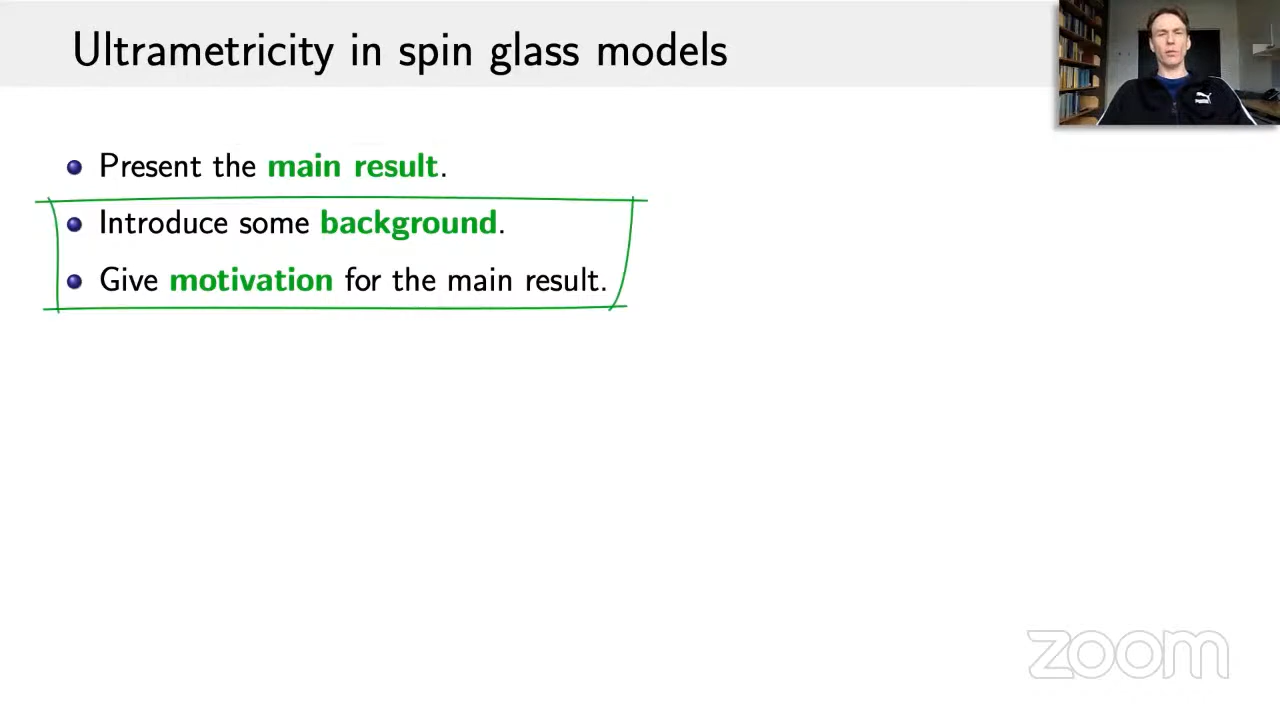 Ultrametricity in spin glass models
Present the main result.
Introduce some background.
Give motivation for the main result.
zoom